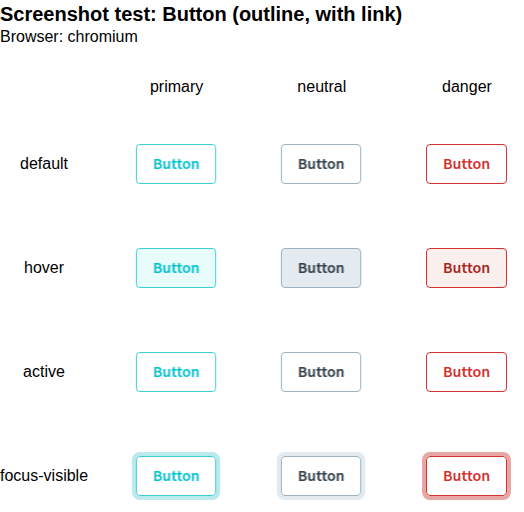 Screenshot test: Button (outline, with link)
Browser: chromium
primary neutral danger
default Button Button Button
hover Button Button Button
active Button Button Button
focus-visible Button Button Button